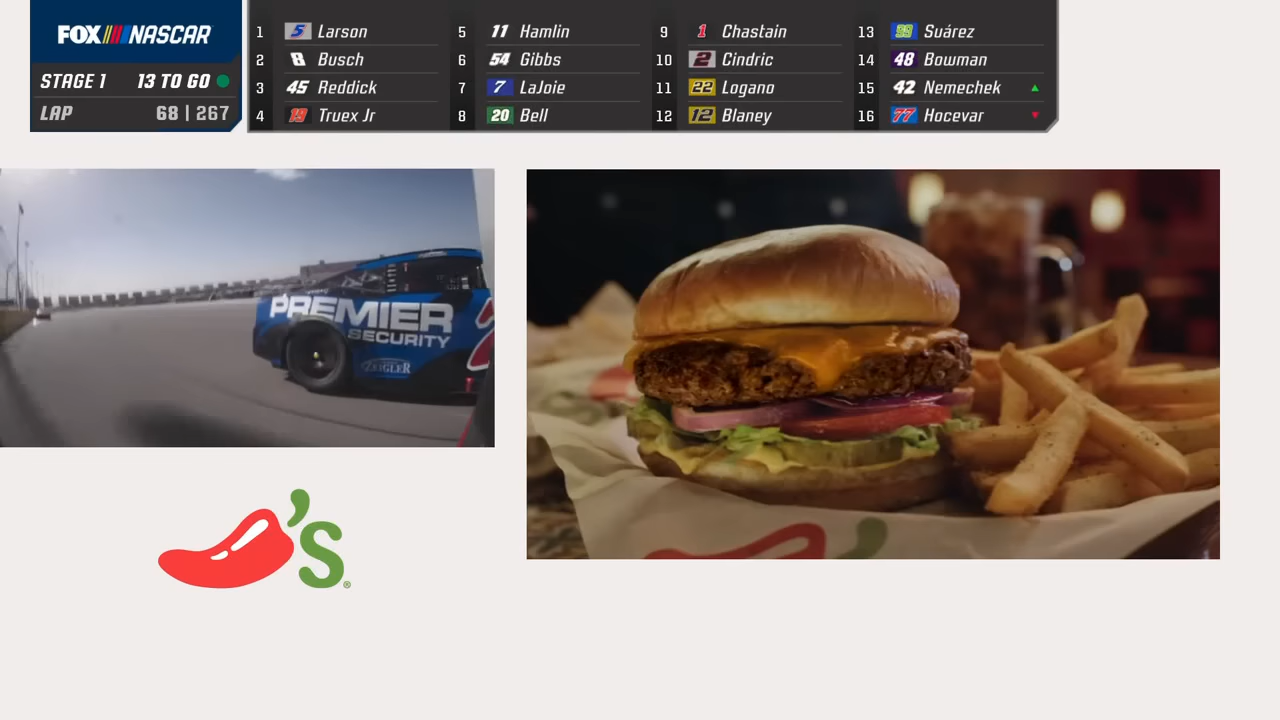 FOX NASCAR
STAGE 1 13 TO GO
LAP 68 | 267
1 5 Larson
2 8 Busch
3 45 Reddick
4 19 Truex Jr
5 11 Hamlin
6 54 Gibbs
7 7 LaJoie
8 20 Bell
9 1 Chastain
10 2 Cindric
11 22 Logano
12 12 Blaney
13 99 Suárez
14 48 Bowman
15 42 Nemechek
16 77 Hocevar
PREMIER
SECURITY
ZEIGLER
'S®